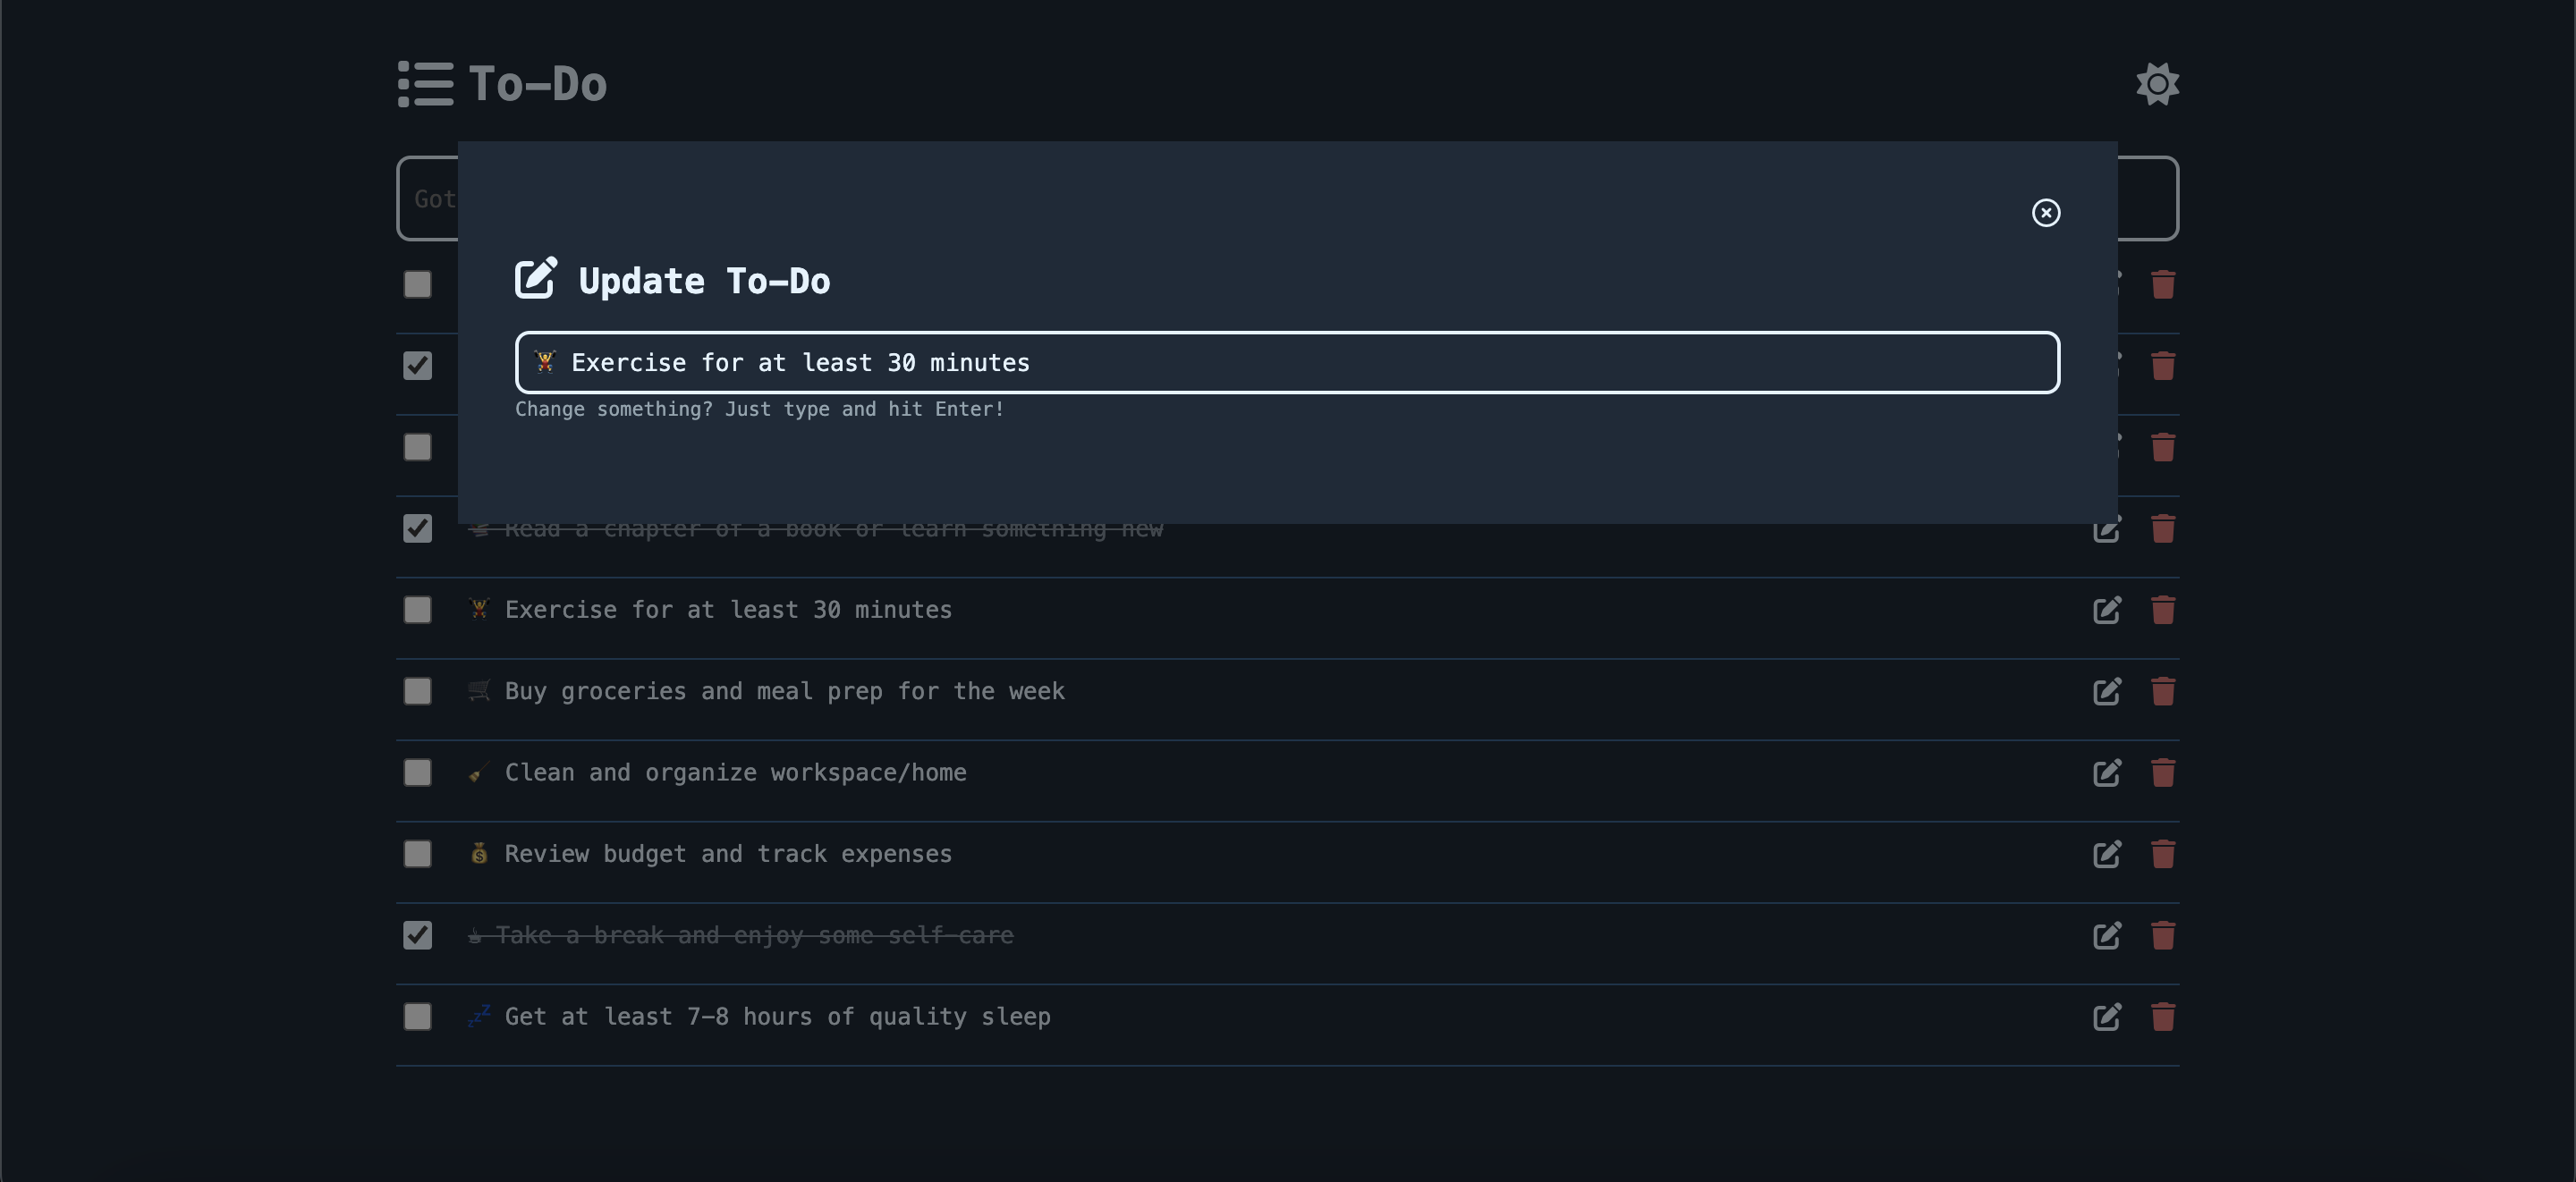 To-Do
Got
Update To-Do
🏋️ Exercise for at least 30 minutes
Change something? Just type and hit Enter!
Read a chapter of a book or learn something new
🏋️ Exercise for at least 30 minutes
🛒 Buy groceries and meal prep for the week
🧹 Clean and organize workspace/home
💰 Review budget and track expenses
☕ Take a break and enjoy some self-care
💤 Get at least 7-8 hours of quality sleep